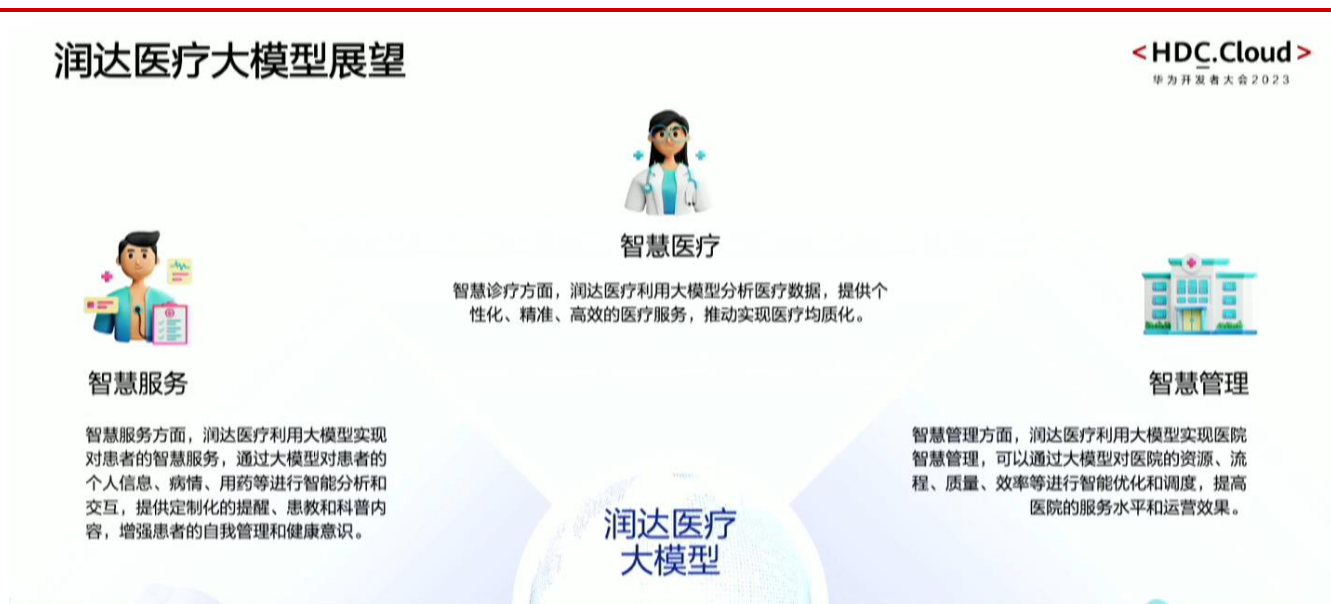 润达医疗大模型展望
<HDC.Cloud>
华为开发者大会2023
智慧医疗
智慧诊疗方面，润达医疗利用大模型分析医疗数据，提供个
性化、精准、高效的医疗服务，推动实现医疗均质化。
智慧服务
智慧服务方面，润达医疗利用大模型实现
对患者的智慧服务，通过大模型对患者的
个人信息、病情、用药等进行智能分析和
交互，提供定制化的提醒、患教和科普内
容，增强患者的自我管理和健康意识。
智慧管理
智慧管理方面，润达医疗利用大模型实现医院
智慧管理，可以通过大模型对医院的资源、流
程、质量、效率等进行智能优化和调度，提高
医院的服务水平和运营效果。
润达医疗
大模型